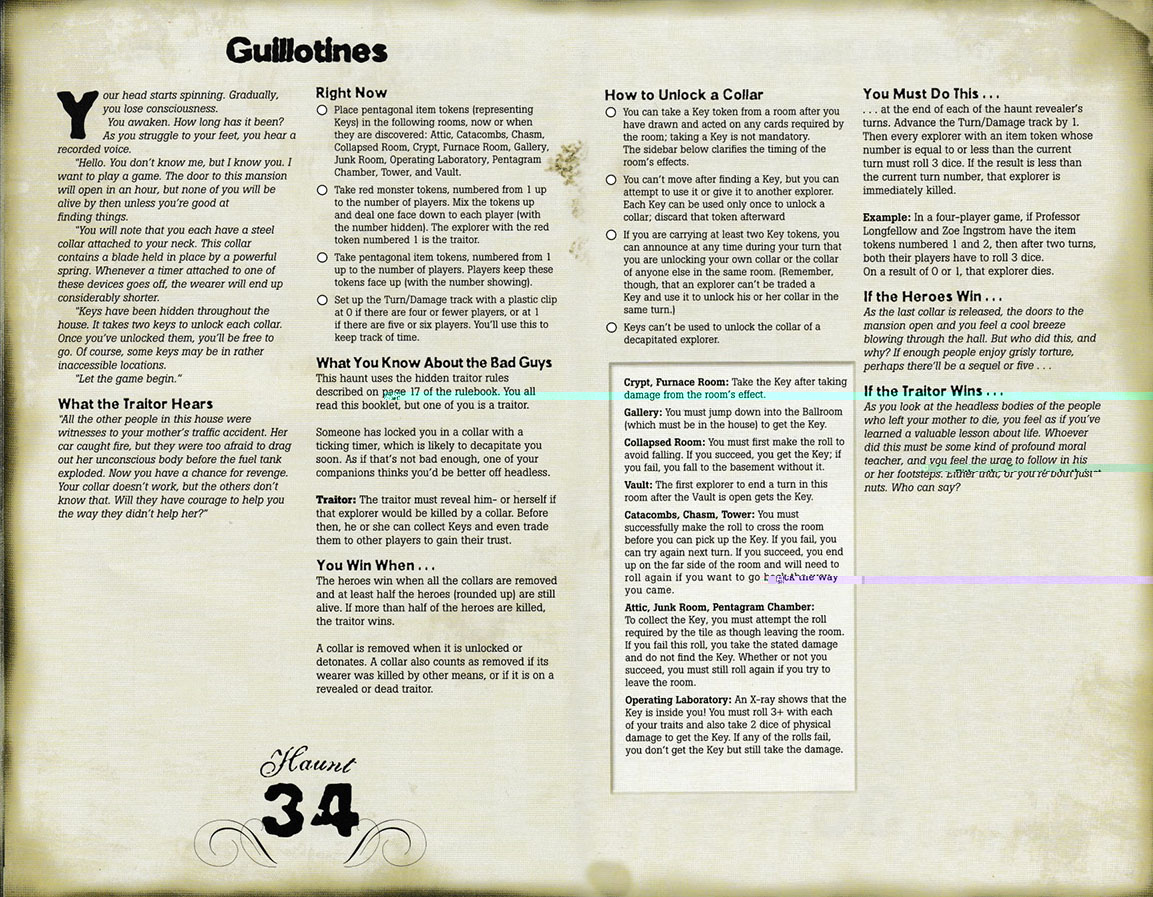 Guillotines
Your head starts spinning. Gradually,
you lose consciousness.
You awaken. How long has it been?
As you struggle to your feet, you hear a
recorded voice.
"Hello. You don't know me, but I know you. I
want to play a game. The door to this mansion
will open in an hour, but none of you will be
alive by then unless you're good at
finding things.
"You will note that you each have a steel
collar attached to your neck. This collar
contains a blade held in place by a powerful
spring. Whenever a timer attached to one of
these devices goes off, the wearer will end up
considerably shorter.
"Keys have been hidden throughout the
house. It takes two keys to unlock each collar.
Once you've unlocked them, you'll be free to
go. Of course, some keys may be in rather
inaccessible locations.
"Let the game begin."
What the Traitor Hears
"All the other people in this house were
witnesses to your mother's traffic accident. Her
car caught fire, but they were too afraid to drag
out her unconscious body before the fuel tank
exploded. Now you have a chance for revenge.
Your collar doesn't work, but the others don't
know that. Will they have courage to help you
the way they didn't help her?"
Right Now
Place pentagonal item tokens (representing
Keys) in the following rooms, now or when
they are discovered: Attic, Catacombs, Chasm,
Collapsed Room, Crypt, Furnace Room, Gallery,
Junk Room, Operating Laboratory, Pentagram
Chamber, Tower, and Vault.
Take red monster tokens, numbered from 1 up
to the number of players. Mix the tokens up
and deal one face down to each player (with
the number hidden). The explorer with the red
token numbered 1 is the traitor.
Take pentagonal item tokens, numbered from 1
up to the number of players. Players keep these
tokens face up (with the number showing).
Set up the Turn/Damage track with a plastic clip
at 0 if there are four or fewer players, or at 1
if there are five or six players. You'll use this to
keep track of time.
What You Know About the Bad Guys
This haunt uses the hidden traitor rules
described on page 17 of the rulebook. You all
read this booklet, but one of you is a traitor.
Someone has locked you in a collar with a
ticking timer, which is likely to decapitate you
soon. As if that's not bad enough, one of your
companions thinks you'd be better off headless.
Traitor: The traitor must reveal him- or herself if
that explorer would be killed by a collar. Before
then, he or she can collect Keys and even trade
them to other players to gain their trust.
You Win When . . .
The heroes win when all the collars are removed
and at least half the heroes (rounded up) are still
alive. If more than half of the heroes are killed,
the traitor wins.
A collar is removed when it is unlocked or
detonates. A collar also counts as removed if its
wearer was killed by other means, or if it is on a
revealed or dead traitor.
Haunt
34
How to Unlock a Collar
You can take a Key token from a room after you
have drawn and acted on any cards required by
the room; taking a Key is not mandatory.
The sidebar below clarifies the timing of the
room's effects.
You can't move after finding a Key, but you can
attempt to use it or give it to another explorer.
Each Key can be used only once to unlock a
collar; discard that token afterward
If you are carrying at least two Key tokens, you
can announce at any time during your turn that
you are unlocking your own collar or the collar
of anyone else in the same room. (Remember,
though, that an explorer can't be traded a
Key and use it to unlock his or her collar in the
same turn.)
Keys can't be used to unlock the collar of a
decapitated explorer.
Crypt, Furnace Room: Take the Key after taking
damage from the room's effect.
Gallery: You must jump down into the Ballroom
(which must be in the house) to get the Key.
Collapsed Room: You must first make the roll to
avoid falling. If you succeed, you get the Key; if
you fail, you fall to the basement without it.
Vault: The first explorer to end a turn in this
room after the Vault is open gets the Key.
Catacombs, Chasm, Tower: You must
successfully make the roll to cross the room
before you can pick up the Key. If you fail, you
can try again next turn. If you succeed, you end
up on the far side of the room and will need to
roll again if you want to go back the way
you came.
Attic, Junk Room, Pentagram Chamber:
To collect the Key, you must attempt the roll
required by the tile as though leaving the room.
If you fail this roll, you take the stated damage
and do not find the Key. Whether or not you
succeed, you must still roll again if you try to
leave the room.
Operating Laboratory: An X-ray shows that the
Key is inside you! You must roll 3+ with each
of your traits and also take 2 dice of physical
damage to get the Key. If any of the rolls fail,
you don't get the Key but still take the damage.
You Must Do This . . .
. . . at the end of each of the haunt revealer's
turns. Advance the Turn/Damage track by 1.
Then every explorer with an item token whose
number is equal to or less than the current
turn must roll 3 dice. If the result is less than
the current turn number, that explorer is
immediately killed.
Example: In a four-player game, if Professor
Longfellow and Zoe Ingstrom have the item
tokens numbered 1 and 2, then after two turns,
both their players have to roll 3 dice.
On a result of 0 or 1, that explorer dies.
If the Heroes Win . . .
As the last collar is released, the doors to the
mansion open and you feel a cool breeze
blowing through the hall. But who did this, and
why? If enough people enjoy grisly torture,
perhaps there'll be a sequel or five . . .
If the Traitor Wins . . .
As you look at the headless bodies of the people
who left your mother to die, you feel as if you've
learned a valuable lesson about life. Whoever
did this must be some kind of profound moral
teacher, and you feel the urge to follow in his
or her footsteps. Either that, or you're both just
nuts. Who can say?